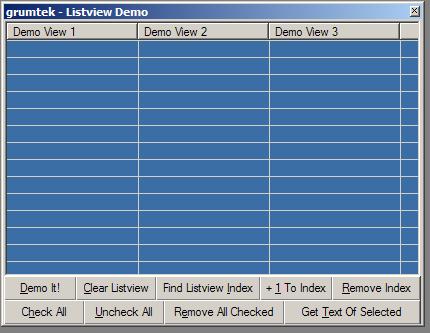 grumtek - Listview Demo
Demo View 1 Demo View 2 Demo View 3
Demo It! Clear Listview Find Listview Index + 1 To Index Remove Index
Check All Uncheck All Remove All Checked Get Text Of Selected